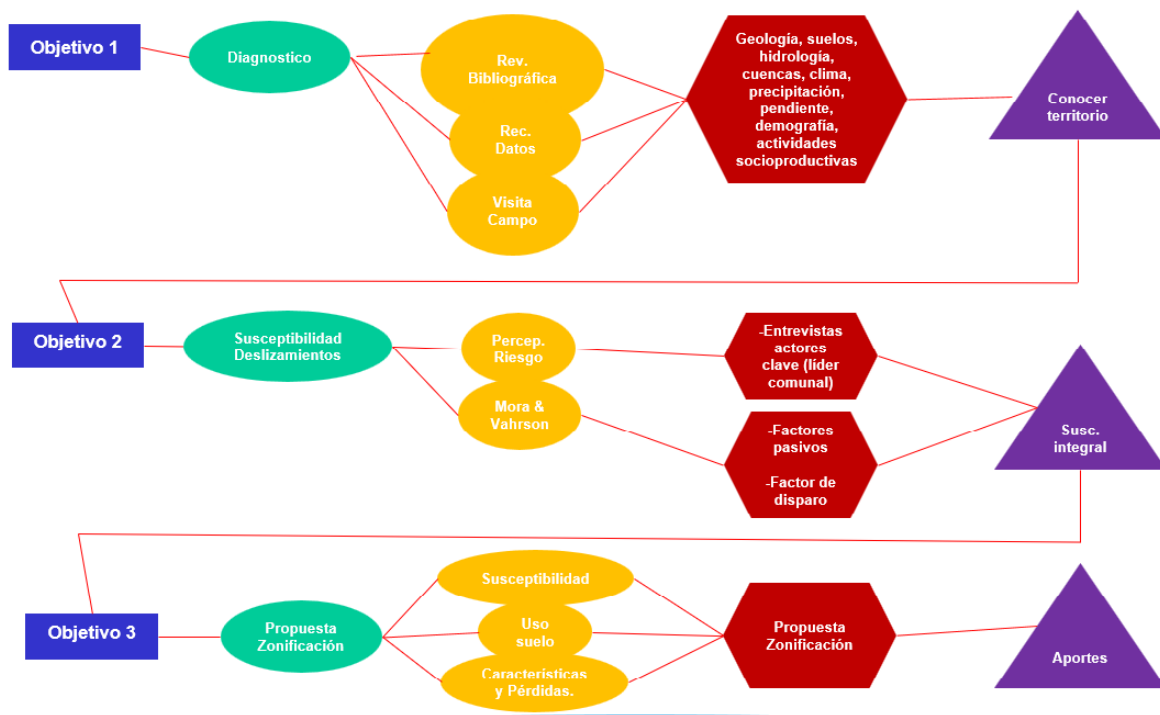 Objetivo 1
Diagnostico
Rev.
Bibliográfica
Rec.
Datos
Visita
Campo
Geología, suelos,
hidrología,
cuencas, clima,
precipitación,
pendiente,
demografía,
actividades
socioproductivas
Conocer
territorio
Objetivo 2
Susceptibilidad
Deslizamientos
Percep.
Riesgo
Mora &
Vahrson
-Entrevistas
actores
clave (líder
comunal)
-Factores
pasivos
-Factor de
disparo
Susc.
integral
Objetivo 3
Propuesta
Zonificación
Susceptibilidad
Uso
suelo
Características
y Pérdidas.
Propuesta
Zonificación
Aportes